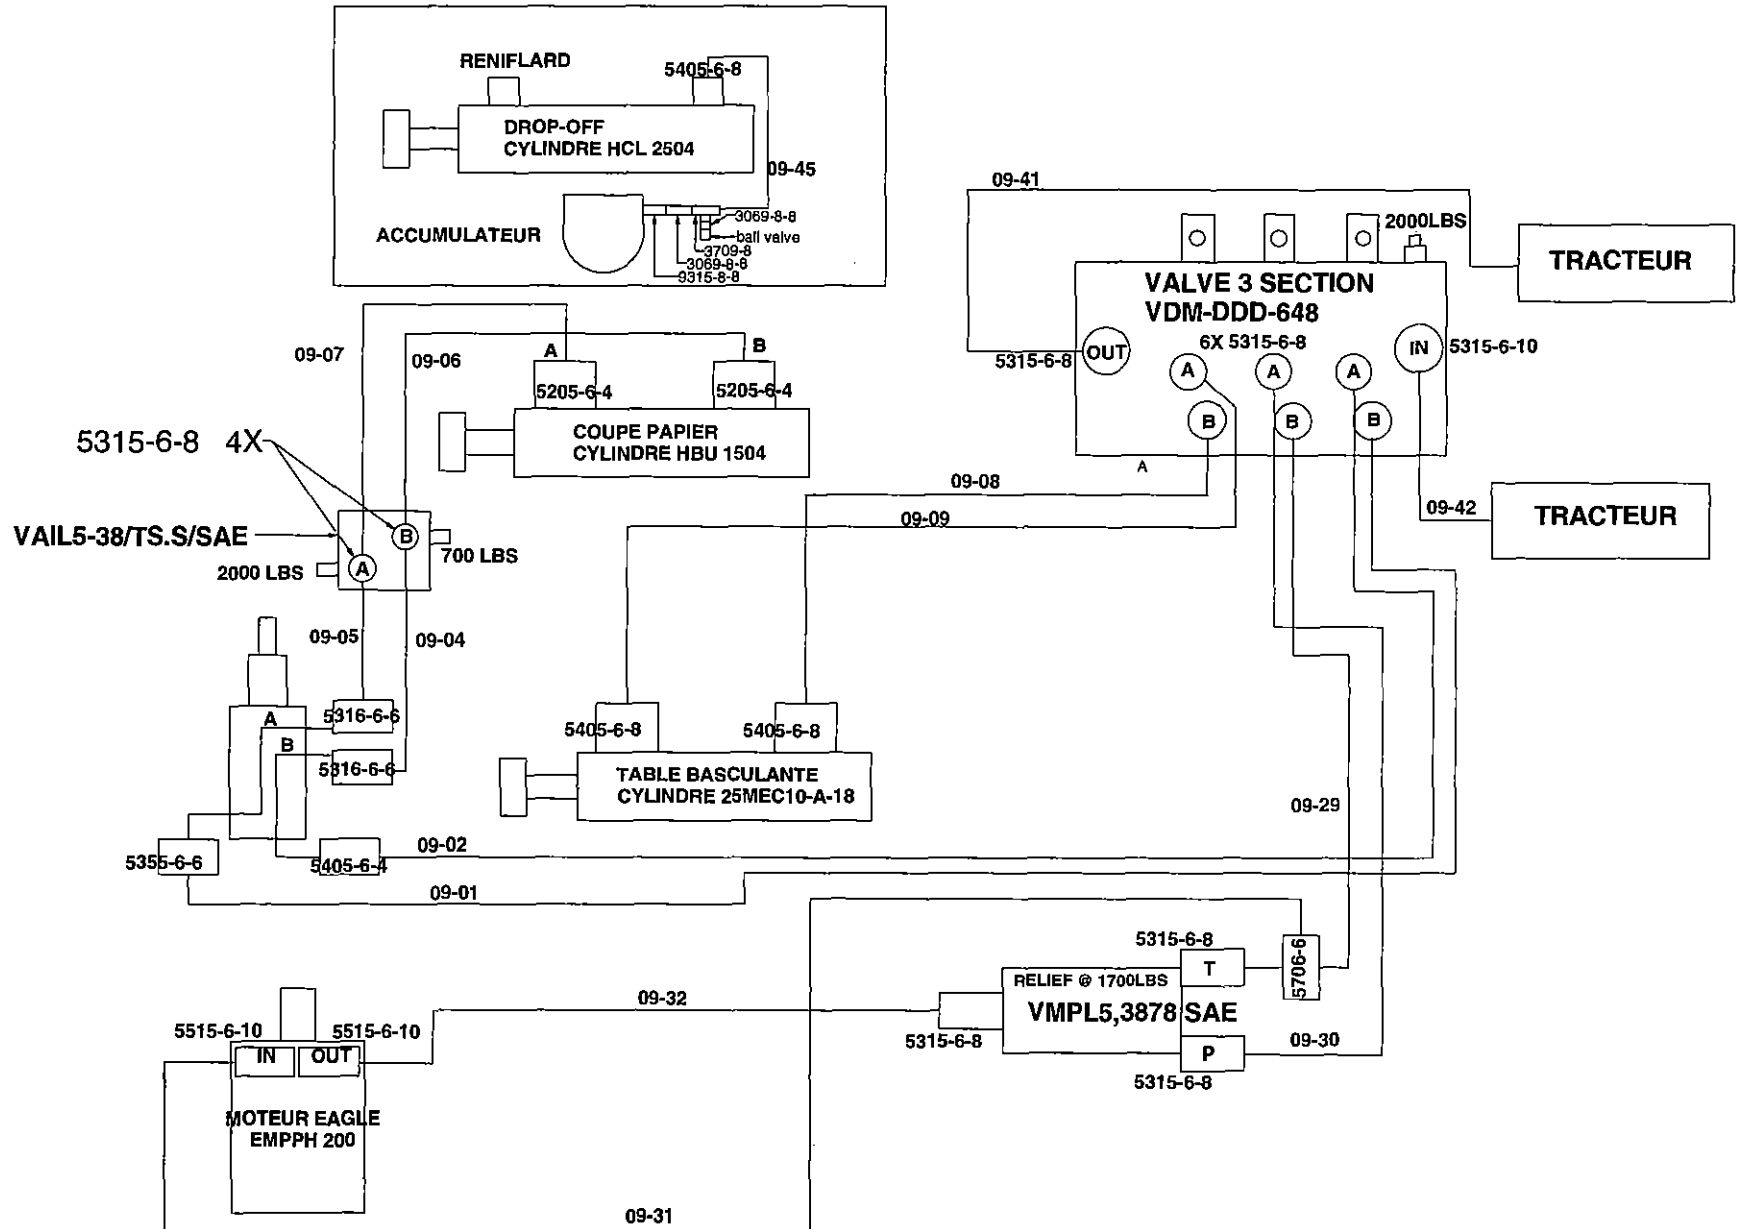 RENIFLARD
5405-6-8
DROP-OFF
CYLINDRE HCL 2504
09-45
ACCUMULATEUR
3069-8-8
ball valve
3709-8
3069-8-8
9315-8-8
09-41
2000LBS
TRACTEUR
VALVE 3 SECTION
VDM-DDD-648
6X 5315-6-8
5315-6-8
OUT
IN
5315-6-10
A
A
A
B
B
B
A
09-42
TRACTEUR
09-07
09-06
A
B
5205-6-4
5205-6-4
COUPE PAPIER
CYLINDRE HBU 1504
5315-6-8 4X
VAIL5-38/TS.S/SAE
B
A
700 LBS
2000 LBS
09-08
09-09
09-05
09-04
A
5316-6-6
B
5316-6-6
5405-6-8
5405-6-8
TABLE BASCULANTE
CYLINDRE 25MEC10-A-18
09-29
5355-6-6
5405-6-4
09-02
09-01
5315-6-8
T
5706-6
RELIEF @ 1700LBS
VMPL5,3878 SAE
09-32
5315-6-8
P
09-30
5315-6-8
5515-6-10
5515-6-10
IN
OUT
MOTEUR EAGLE
EMPPH 200
09-31